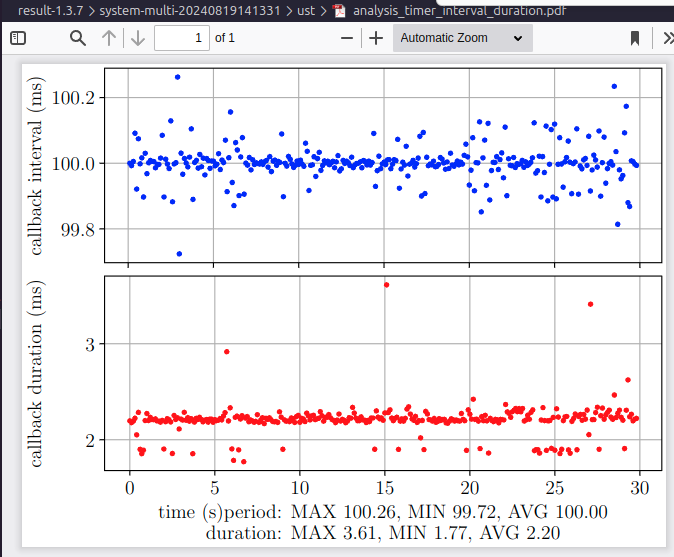 result-1.3.7 > system-multi-20240819141331 > ust > analysis_timer_interval_duration.pdf
1 of 1 Automatic Zoom
callback interval (ms)
100.2
100.0
99.8
callback duration (ms)
3
2
0 5 10 15 20 25 30
time (s)period: MAX 100.26, MIN 99.72, AVG 100.00
duration: MAX 3.61, MIN 1.77, AVG 2.20